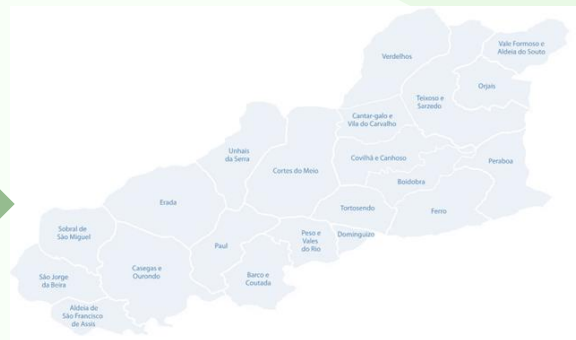 Vale Formoso e
Aldeia do Souto
Verdelhos
Orjais
Teixoso e
Sarzedo
Cantar-galo e
Vila do Carvalho
Unhais
da Serra
Covilhã e Canhoso
Peraboa
Cortes do Meio
Boidobra
Erada
Tortosendo
Ferro
Sobral de
São Miguel
Peso e
Vales
do Rio
Dominguizo
Paul
Casegas e
Ourondo
São Jorge
da Beira
Barco e
Coutada
Aldeia de
São Francisco
de Assis